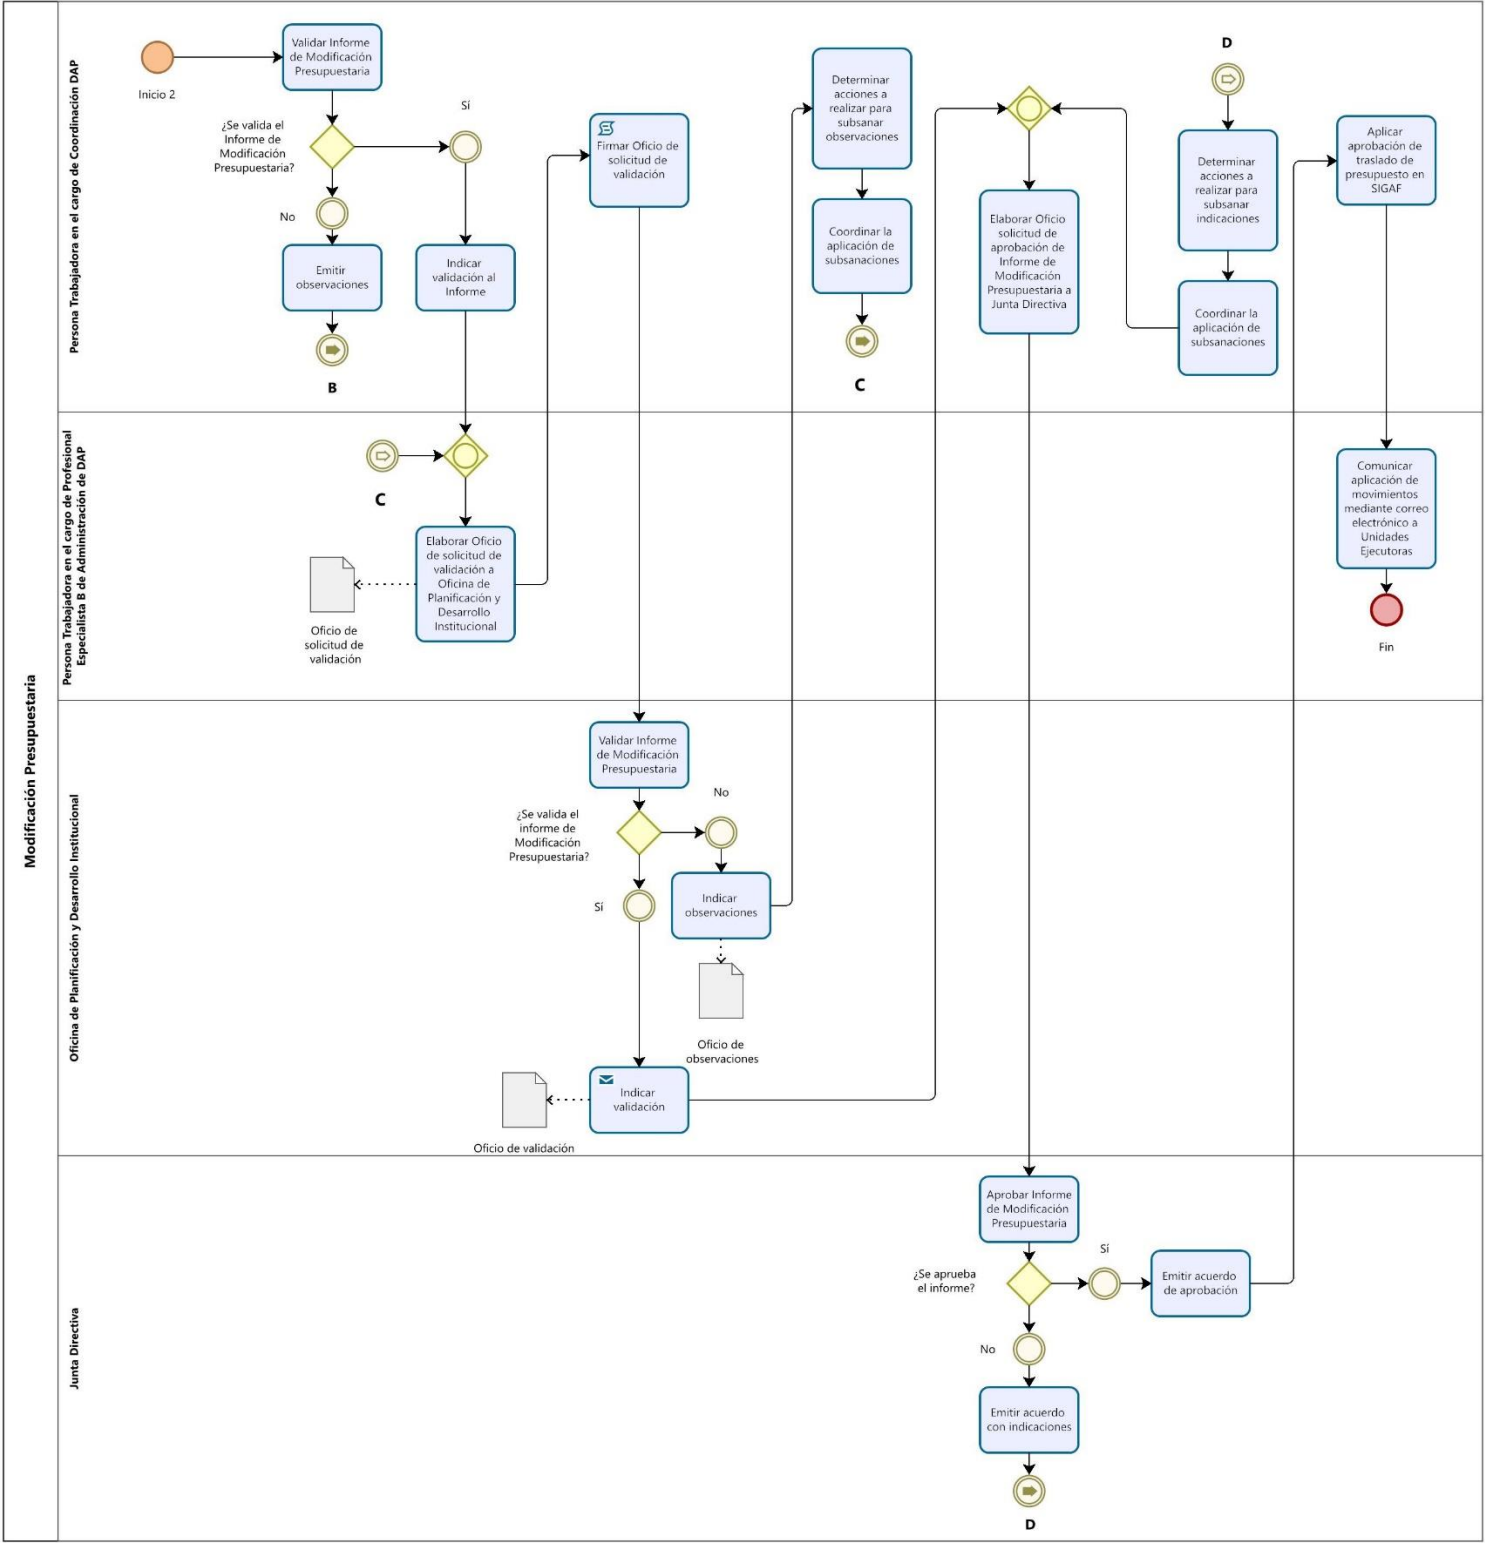 Modificación Presupuestaria
Persona Trabajadora en el cargo de Coordinación DAP
Inicio 2
Validar Informe
de Modificación
Presupuestaria
¿Se valida el
Informe de
Modificación
Presupuestaria?
Sí
No
Emitir
observaciones
B
Indicar
validación al
Informe
Firmar Oficio de
solicitud de
validación
Determinar
acciones a
realizar para
subsanar
observaciones
Coordinar la
aplicación de
subsanaciones
C
Elaborar Oficio
solicitud de
aprobación de
Informe de
Modificación
Presupuestaria a
Junta Directiva
D
Determinar
acciones a
realizar para
subsanar
indicaciones
Coordinar la
aplicación de
subsanaciones
Aplicar
aprobación de
traslado de
presupuesto en
SIGAF
Persona Trabajadora en el cargo de Profesional
Especialista B de Administración de DAP
C
Elaborar Oficio
de solicitud de
validación a
Oficina de
Planificación y
Desarrollo
Institucional
Oficio de
solicitud de
validación
Comunicar
aplicación de
movimientos
mediante correo
electrónico a
Unidades
Ejecutoras
Fin
Oficina de Planificación y Desarrollo Institucional
Validar Informe
de Modificación
Presupuestaria
¿Se valida el
informe de
Modificación
Presupuestaria?
No
Sí
Indicar
observaciones
Oficio de
observaciones
Indicar
validación
Oficio de validación
Junta Directiva
Aprobar Informe
de Modificación
Presupuestaria
¿Se aprueba
el informe?
Sí
Emitir acuerdo
de aprobación
No
Emitir acuerdo
con indicaciones
D